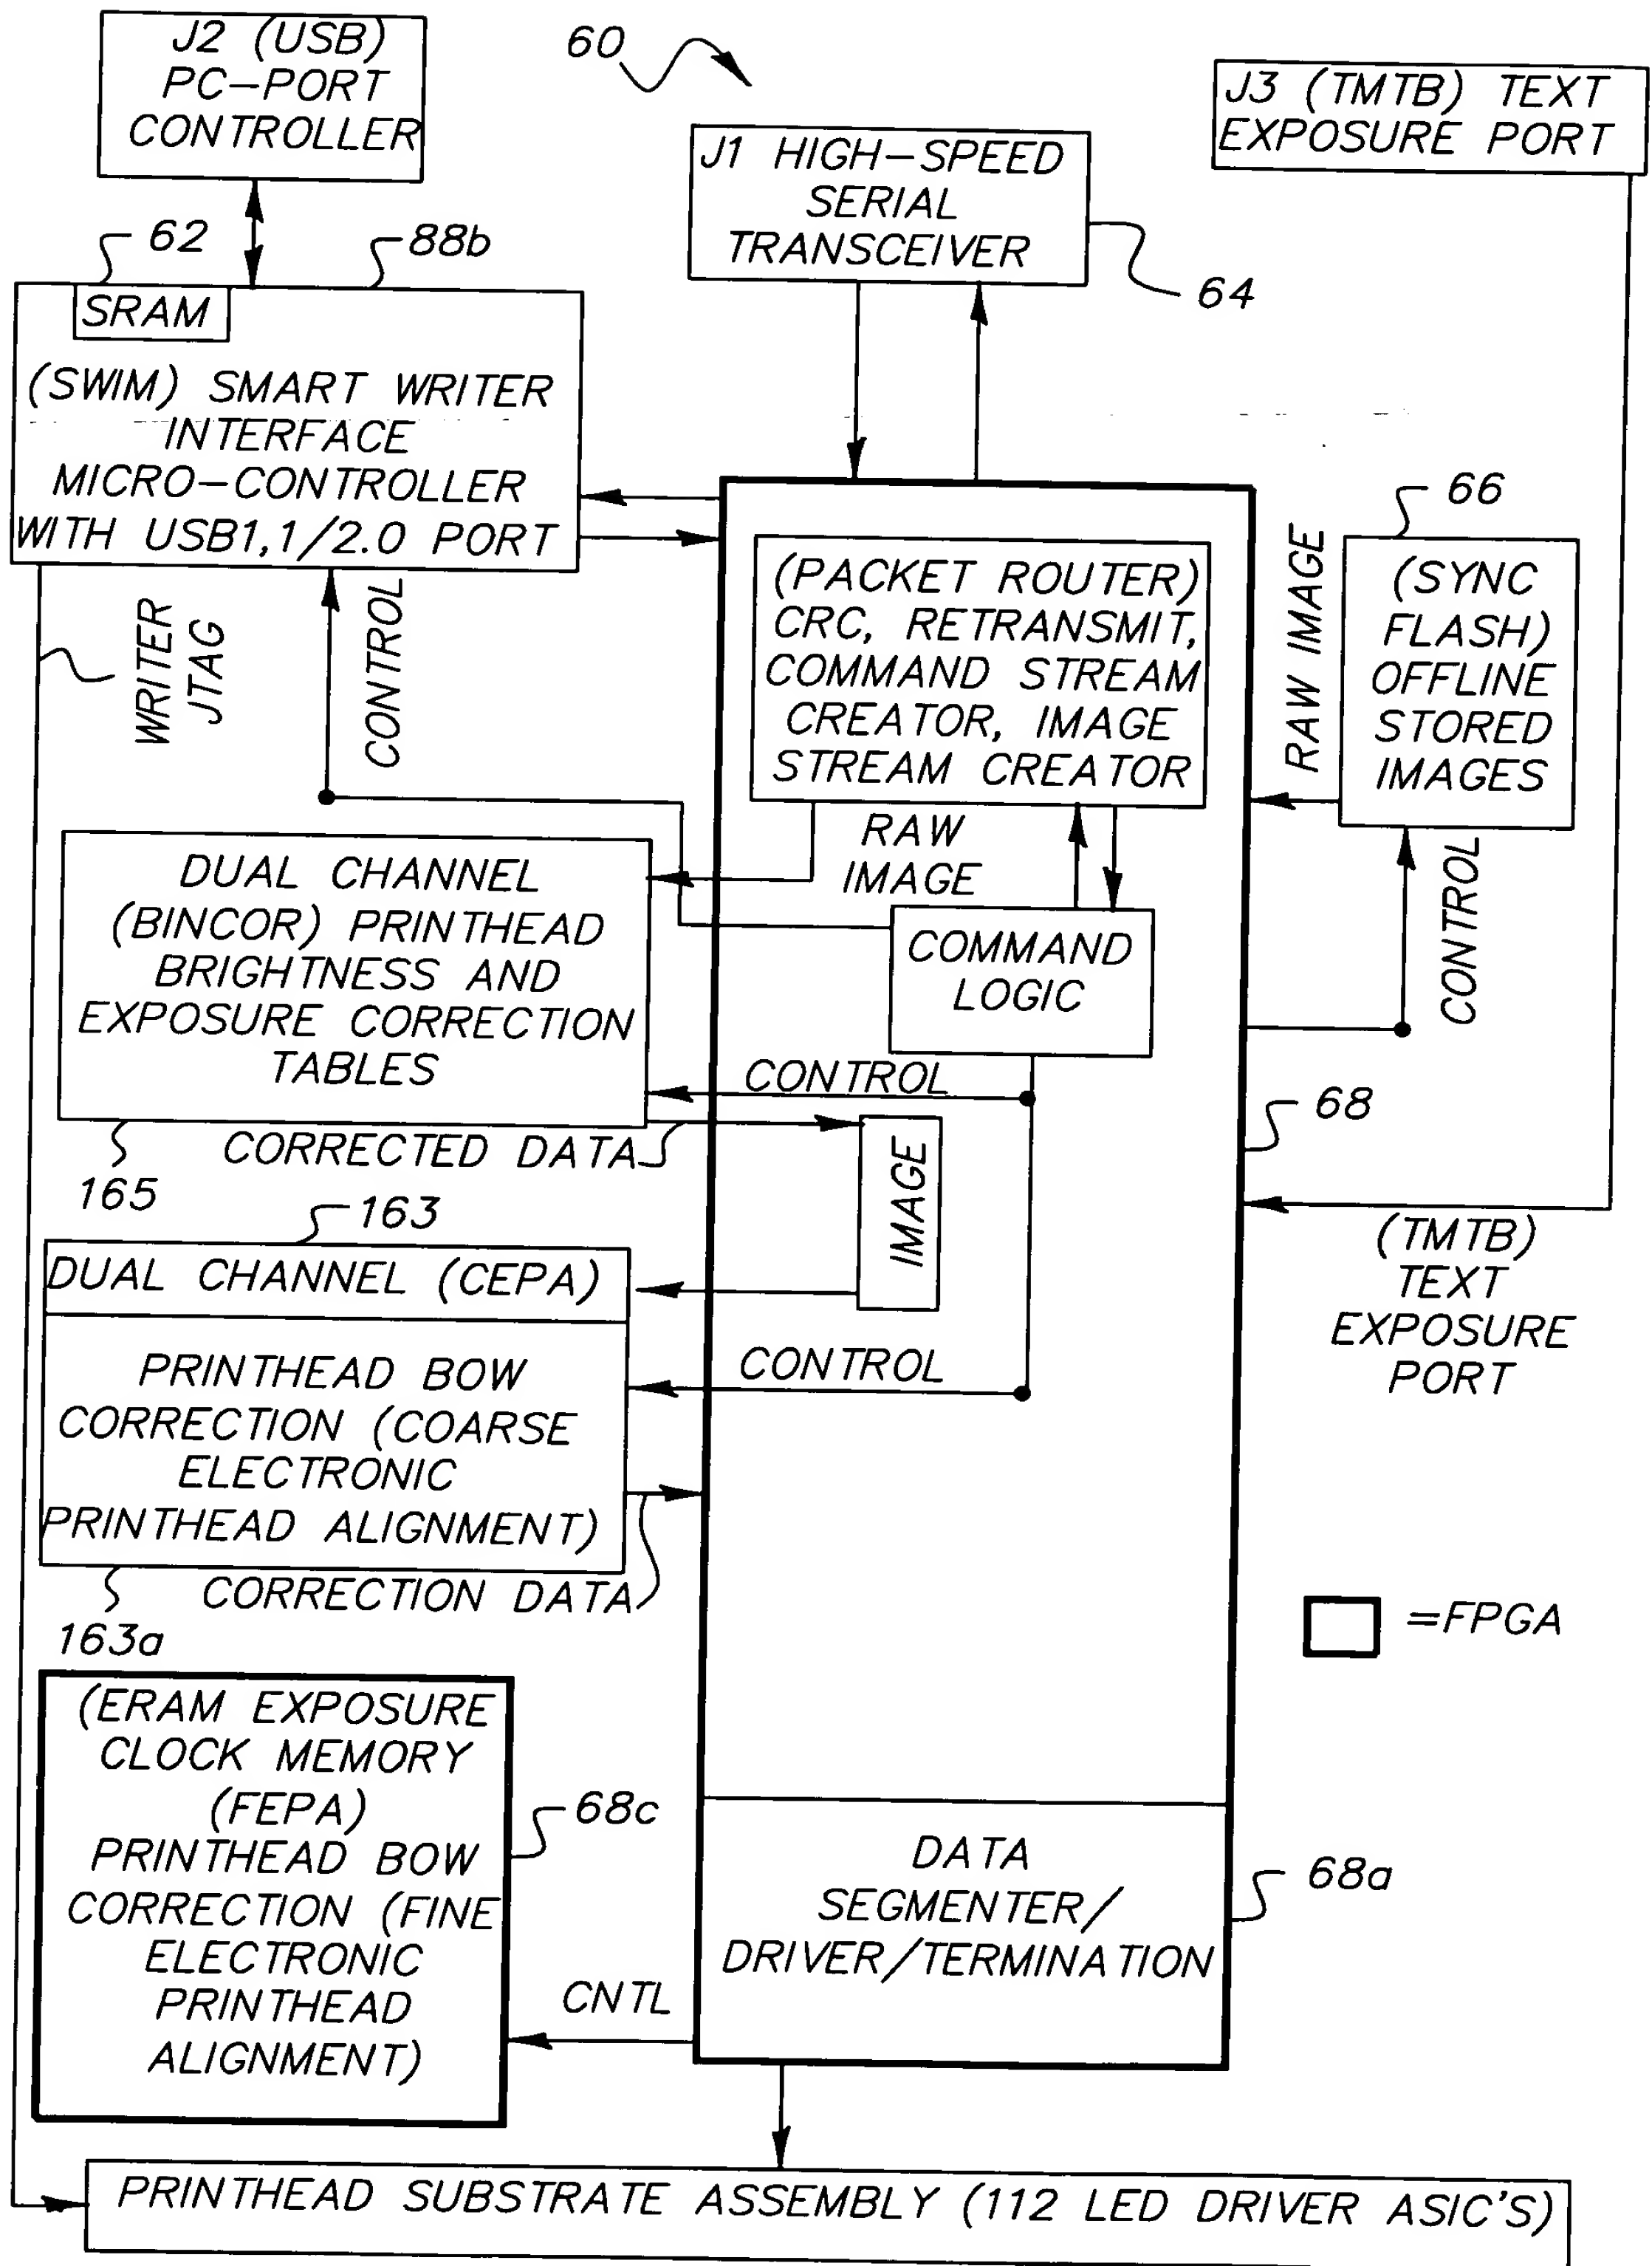 J2 (USB)
PC-PORT
CONTROLLER
60
J3 (TMTB) TEXT
EXPOSURE PORT
J1 HIGH-SPEED
SERIAL
TRANSCEIVER
64
62
88b
SRAM
(SWIM) SMART WRITER
INTERFACE
MICRO-CONTROLLER
WITH USB1,1/2.0 PORT
WRITER
JTAG
CONTROL
(PACKET ROUTER)
CRC, RETRANSMIT,
COMMAND STREAM
CREATOR, IMAGE
STREAM CREATOR
RAW IMAGE
66
(SYNC
FLASH)
OFFLINE
STORED
IMAGES
CONTROL
RAW
IMAGE
COMMAND
LOGIC
DUAL CHANNEL
(BINCOR) PRINTHEAD
BRIGHTNESS AND
EXPOSURE CORRECTION
TABLES
CONTROL
CORRECTED DATA
165
IMAGE
68
(TMTB)
TEXT
EXPOSURE
PORT
163
DUAL CHANNEL (CEPA)
PRINTHEAD BOW
CORRECTION (COARSE
ELECTRONIC
PRINTHEAD ALIGNMENT)
CONTROL
CORRECTION DATA
163a
=FPGA
(ERAM EXPOSURE
CLOCK MEMORY
(FEPA)
PRINTHEAD BOW
CORRECTION (FINE
ELECTRONIC
PRINTHEAD
ALIGNMENT)
68c
CNTL
DATA
SEGMENTER/
DRIVER/TERMINATION
68a
PRINTHEAD SUBSTRATE ASSEMBLY (112 LED DRIVER ASIC'S)